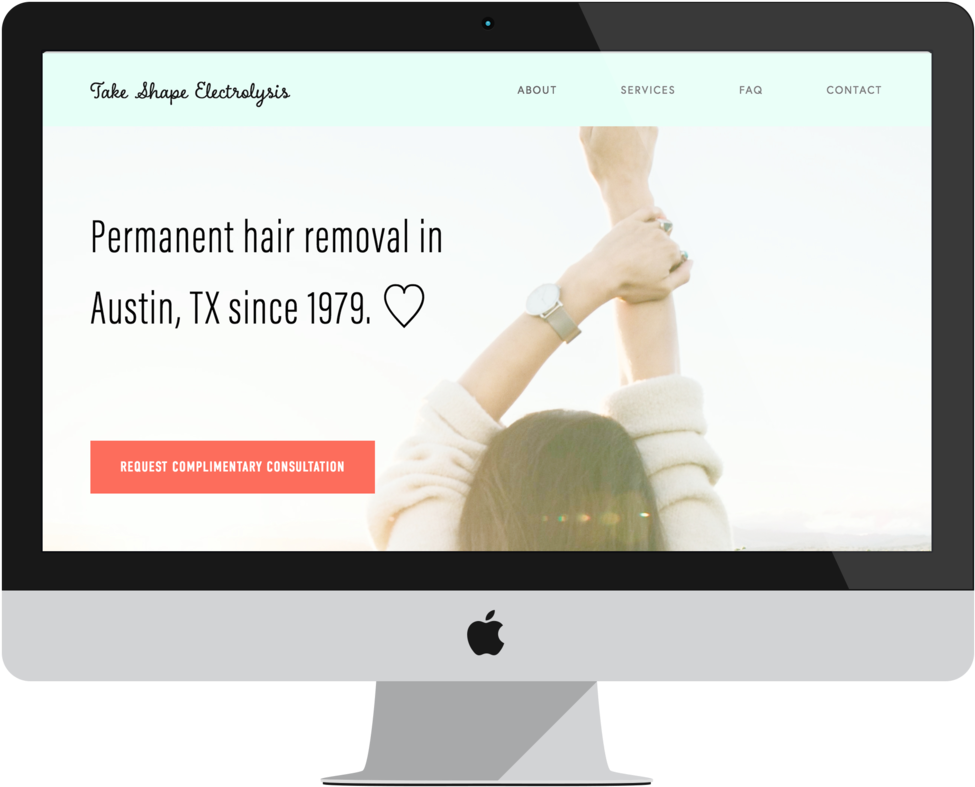 Take Shape Electrolysis
ABOUT SERVICES FAQ CONTACT
Permanent hair removal in
Austin, TX since 1979. ♡
REQUEST COMPLIMENTARY CONSULTATION